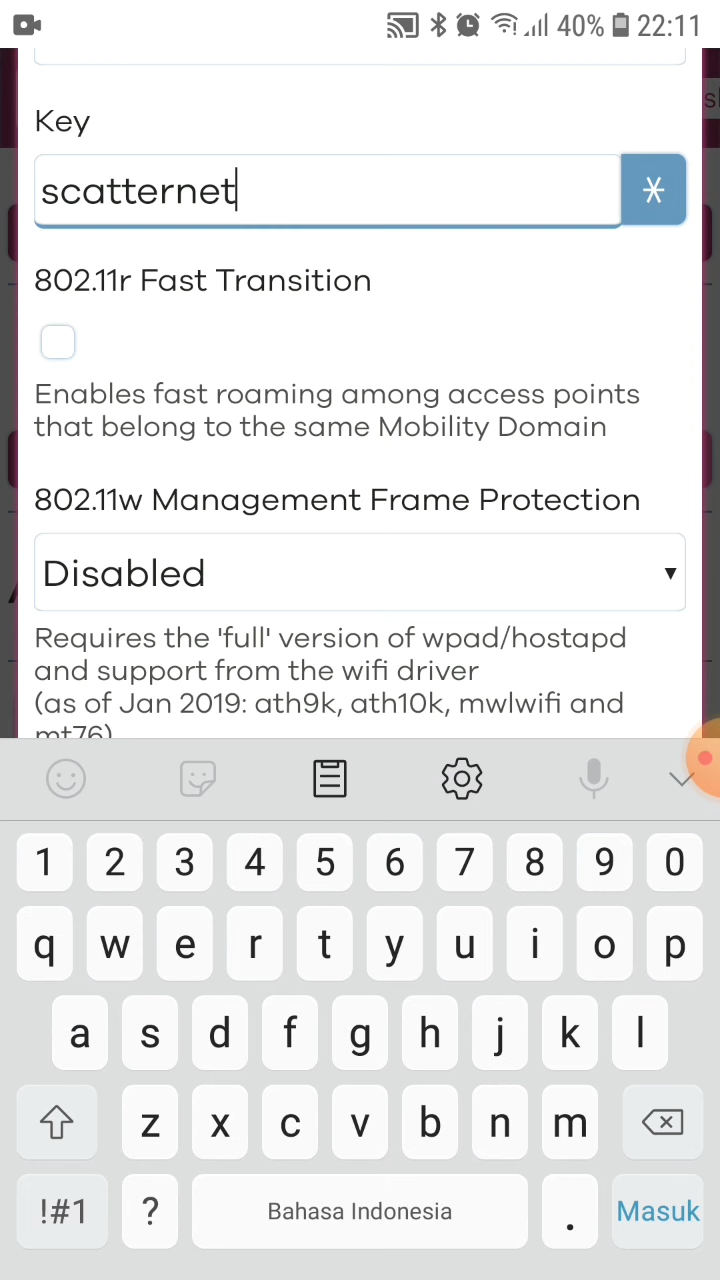 40% 22:11
Key
scatternet
802.11r Fast Transition
Enables fast roaming among access points
that belong to the same Mobility Domain
802.11w Management Frame Protection
Disabled
Requires the 'full' version of wpad/hostapd
and support from the wifi driver
(as of Jan 2019: ath9k, ath10k, mwlwifi and
mt76)
1 2 3 4 5 6 7 8 9 0
q w e r t y u i o p
a s d f g h j k l
z x c v b n m
!#1 ? Bahasa Indonesia . Masuk